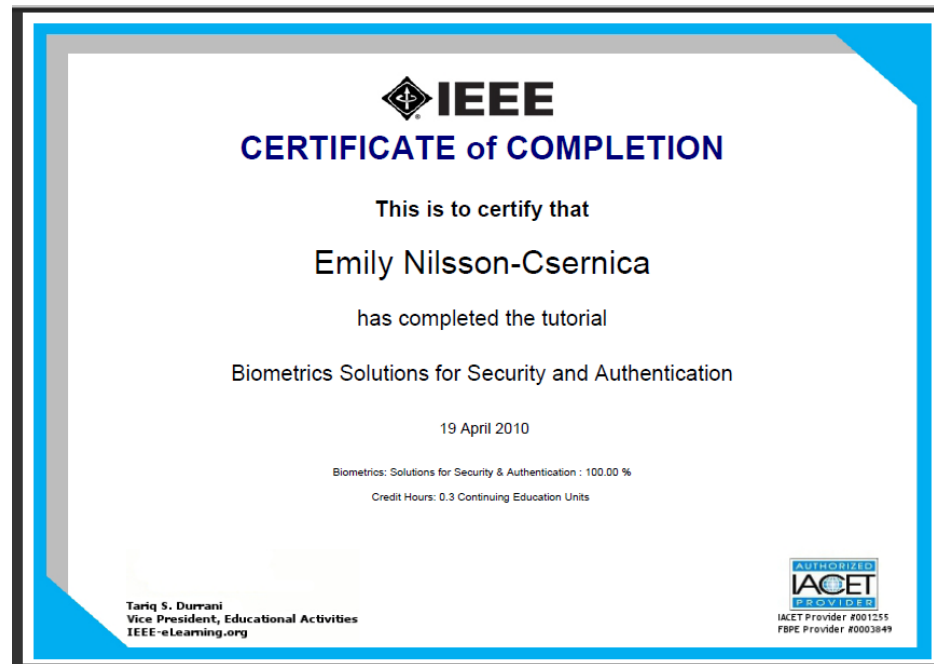 IEEE
CERTIFICATE of COMPLETION
This is to certify that
Emily Nilsson-Csernica
has completed the tutorial
Biometrics Solutions for Security and Authentication
19 April 2010
Biometrics: Solutions for Security & Authentication : 100.00 %
Credit Hours: 0.3 Continuing Education Units
Tariq S. Durrani
Vice President, Educational Activities
IEEE-eLearning.org
AUTHORIZED
IACET
PROVIDER
IACET Provider #001255
FBPE Provider #0003849